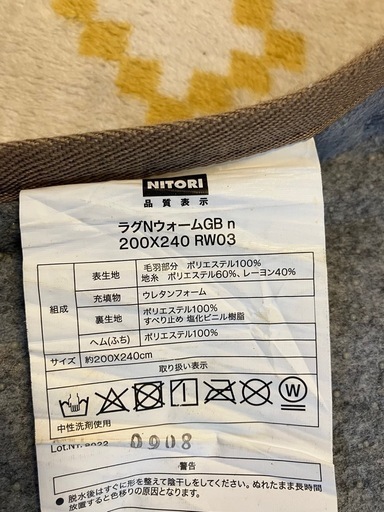 NITORI
品質表示
ラグNウォームGB n
200X240 RW03
組成
表生地
毛羽部分 ポリエステル100%
地糸 ポリエステル60%、レーヨン40%
充填物
ウレタンフォーム
裏生地
ポリエステル100%
すべり止め 塩化ビニル樹脂
ヘム(ふち)
ポリエステル100%
サイズ
約200X240cm
取り扱い表示
W
中性洗剤使用
0908
警告
● 脱水後はすぐに形を整えて陰干しをしてください。ぬれたまま長時間
放置すると色移りの原因となります。